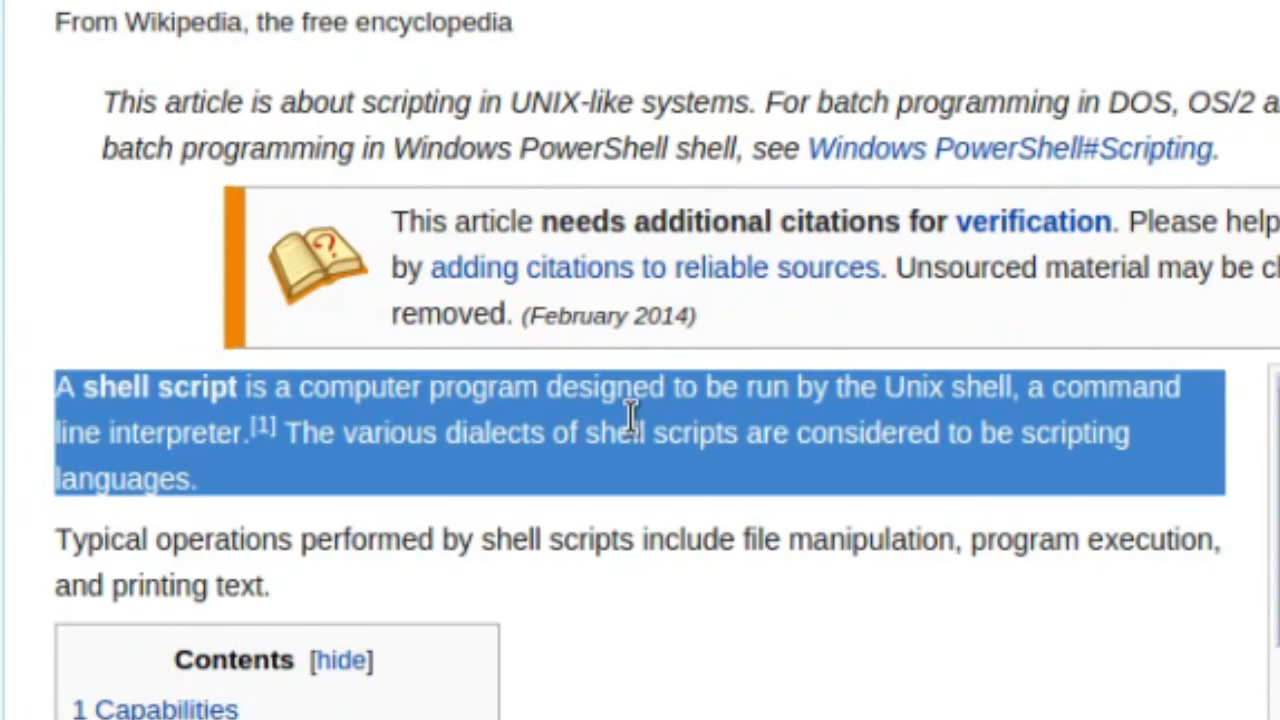 From Wikipedia, the free encyclopedia
This article is about scripting in UNIX-like systems. For batch programming in DOS, OS/2 a
batch programming in Windows PowerShell shell, see Windows PowerShell#Scripting.
This article needs additional citations for verification. Please help
by adding citations to reliable sources. Unsourced material may be c
removed. (February 2014)
A shell script is a computer program designed to be run by the Unix shell, a command
line interpreter.[1] The various dialects of shell scripts are considered to be scripting
languages.
Typical operations performed by shell scripts include file manipulation, program execution,
and printing text.
Contents [hide]
1 Capabilities